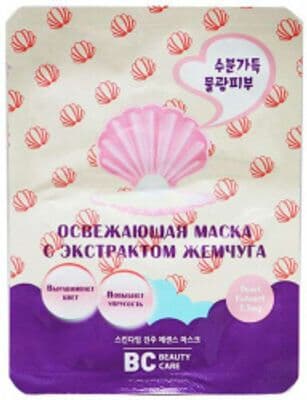 수분가득
물광피부
ОСВЕЖАЮЩАЯ МАСКА
С ЭКСТРАКТОМ ЖЕМЧУГА
Выравнивает
цвет
Повышает
упругость
Pearl
Extract
스킨타임 진주 에센스 마스크
BC BEAUTY
CARE